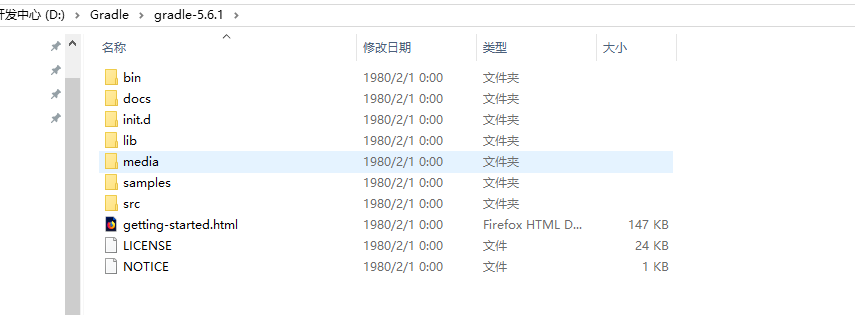 开发中心 (D:) > Gradle > gradle-5.6.1 >
名称 修改日期 类型 大小
bin 1980/2/1 0:00 文件夹
docs 1980/2/1 0:00 文件夹
init.d 1980/2/1 0:00 文件夹
lib 1980/2/1 0:00 文件夹
media 1980/2/1 0:00 文件夹
samples 1980/2/1 0:00 文件夹
src 1980/2/1 0:00 文件夹
getting-started.html 1980/2/1 0:00 Firefox HTML D... 147 KB
LICENSE 1980/2/1 0:00 文件 24 KB
NOTICE 1980/2/1 0:00 文件 1 KB